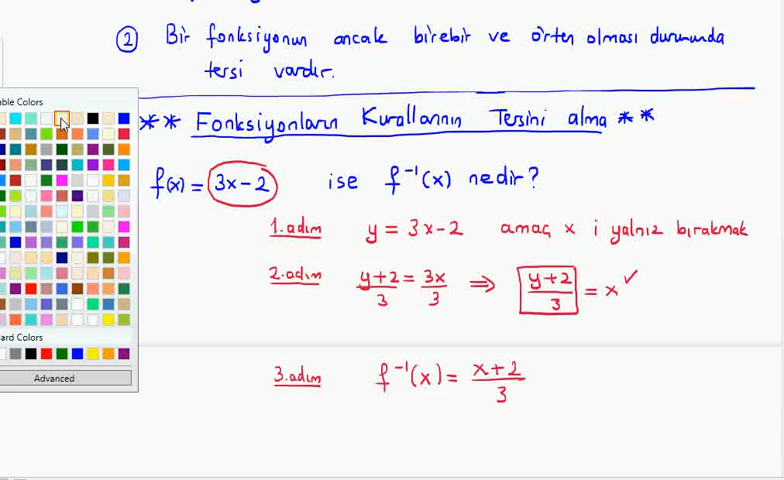 ② Bir fonksiyonun ancak birebir ve örten olması durumunda
tersi vardır.
able Colors
** Fonksiyonların Kurallarının Tersini alma **
f(x) = 3x-2 ise f⁻¹(x) nedir?
1.adım y = 3x-2 amaç x i yalnız bırakmak
2.adım (y+2)/3 = 3x/3 ⇒ (y+2)/3 = x ✓
ard Colors
3.adım f⁻¹(x) = (x+2)/3
Advanced